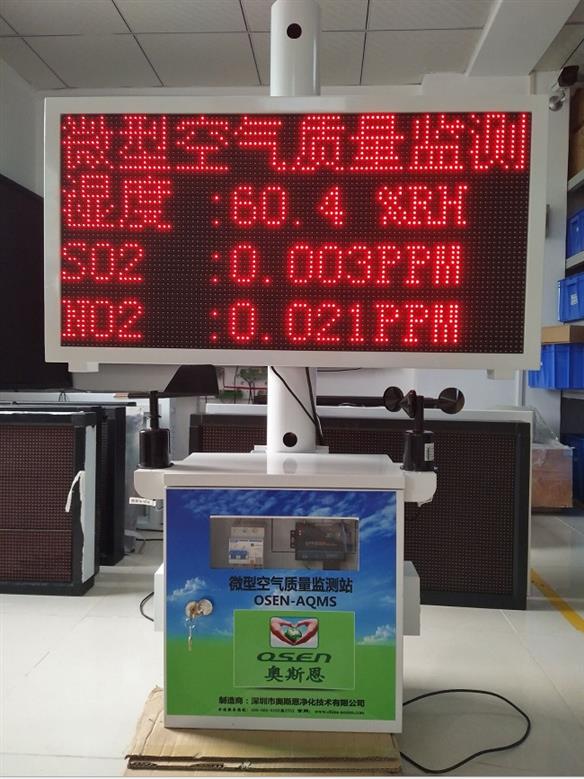 微型空气质量监测
湿度 :60.4 %RH
SO2 :0.003PPM
NO2 :0.021PPM
微型空气质量监测站
OSEN-AQMS
OSEN
奥斯恩
制造商：深圳市奥斯恩净化技术有限公司